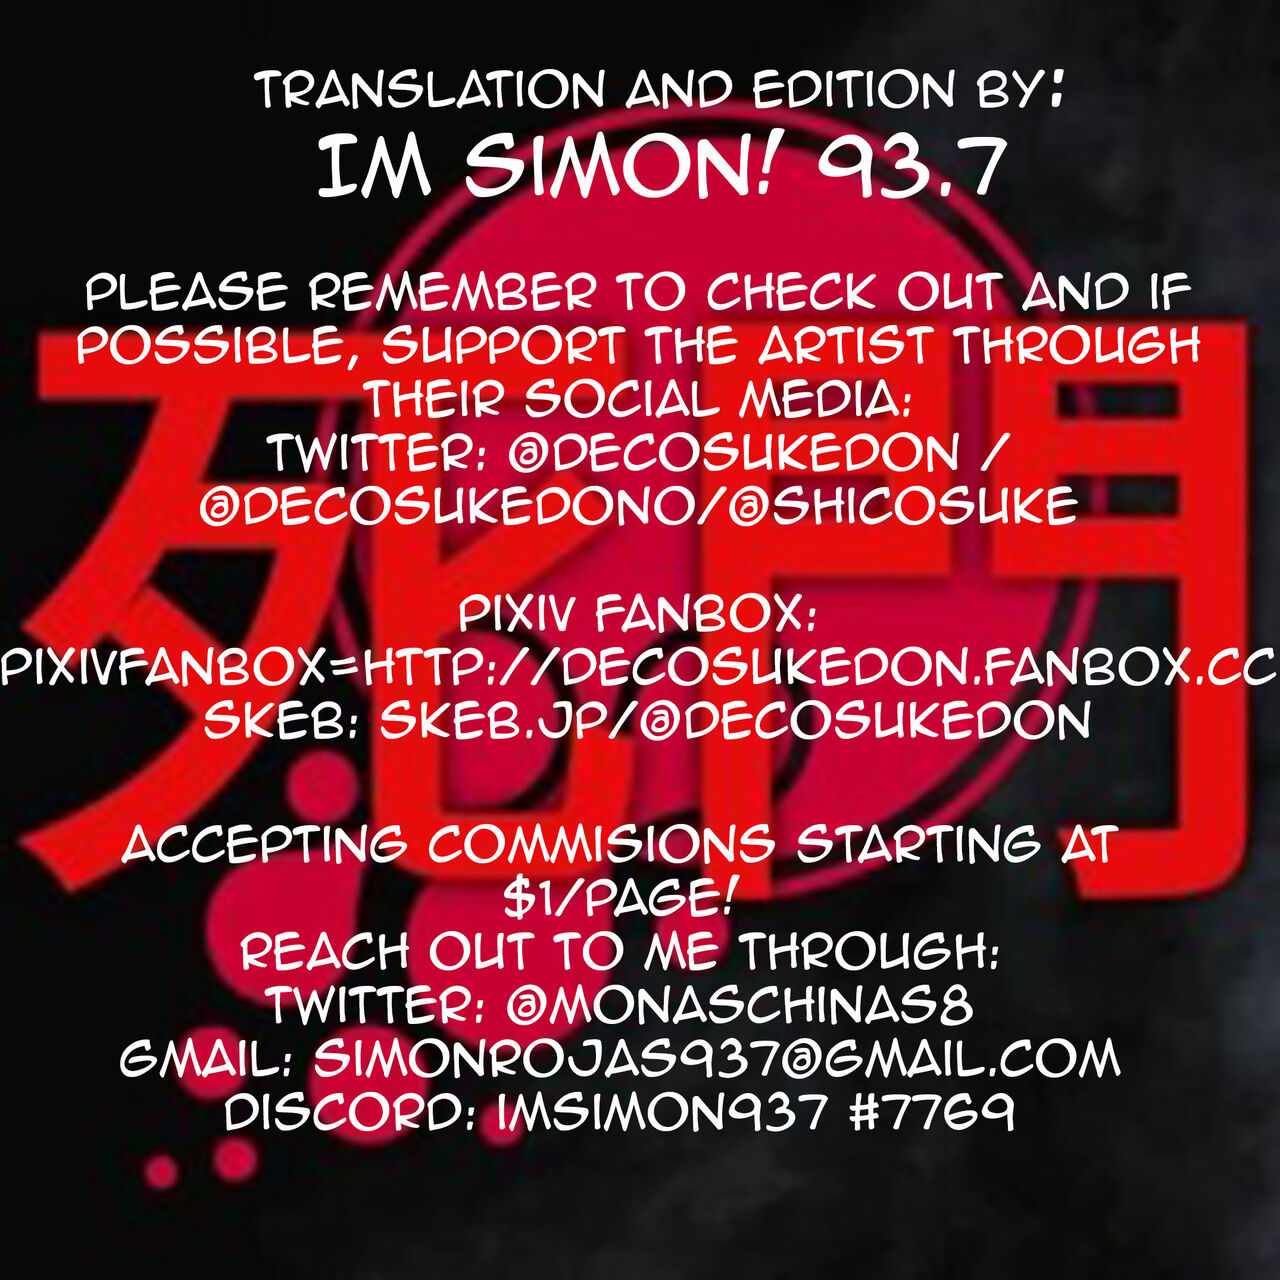 TRANSLATION AND EDITION BY:
IM SIMON! 93.7
PLEASE REMEMBER TO CHECK OUT AND IF
POSSIBLE, SUPPORT THE ARTIST THROUGH
THEIR SOCIAL MEDIA:
TWITTER: @DECOSUKEDON /
@DECOSUKEDONO/@SHICOSUKE
PIXIV FANBOX:
PIXIVFANBOX=HTTP://DECOSUKEDON.FANBOX.CC
SKEB: SKEB.JP/@DECOSUKEDON
ACCEPTING COMMISIONS STARTING AT
$1/PAGE!
REACH OUT TO ME THROUGH:
TWITTER: @MONASCHINAS8
GMAIL: SIMONROJAS937@GMAIL.COM
DISCORD: IMSIMON937 #7769
死門